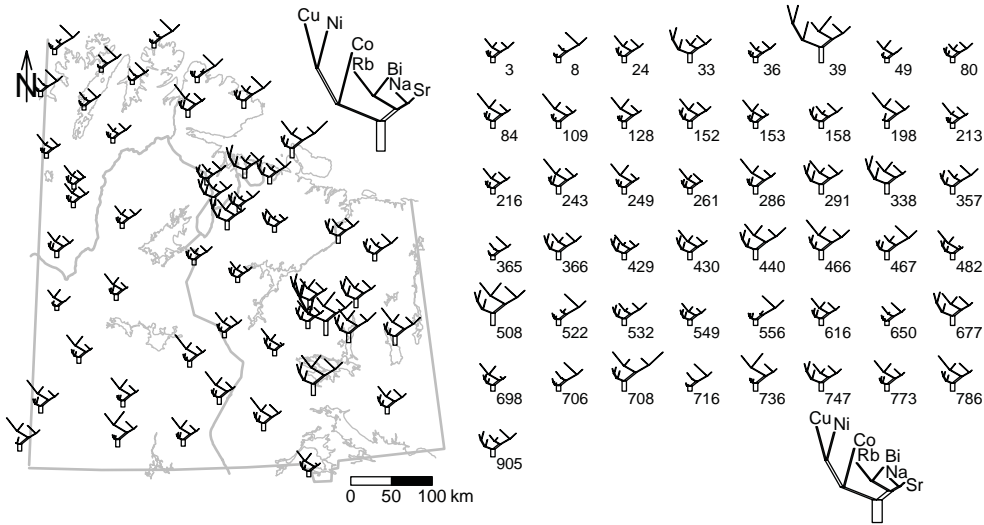 Cu
Ni
Co
Rb
Bi
Na
Sr
N
0 50 100 km
3 8 24 33 36 39 49 80
84 109 128 152 153 158 198 213
216 243 249 261 286 291 338 357
365 366 429 430 440 466 467 482
508 522 532 549 556 616 650 677
698 706 708 716 736 747 773 786
905
Cu
Ni
Co
Rb
Bi
Na
Sr